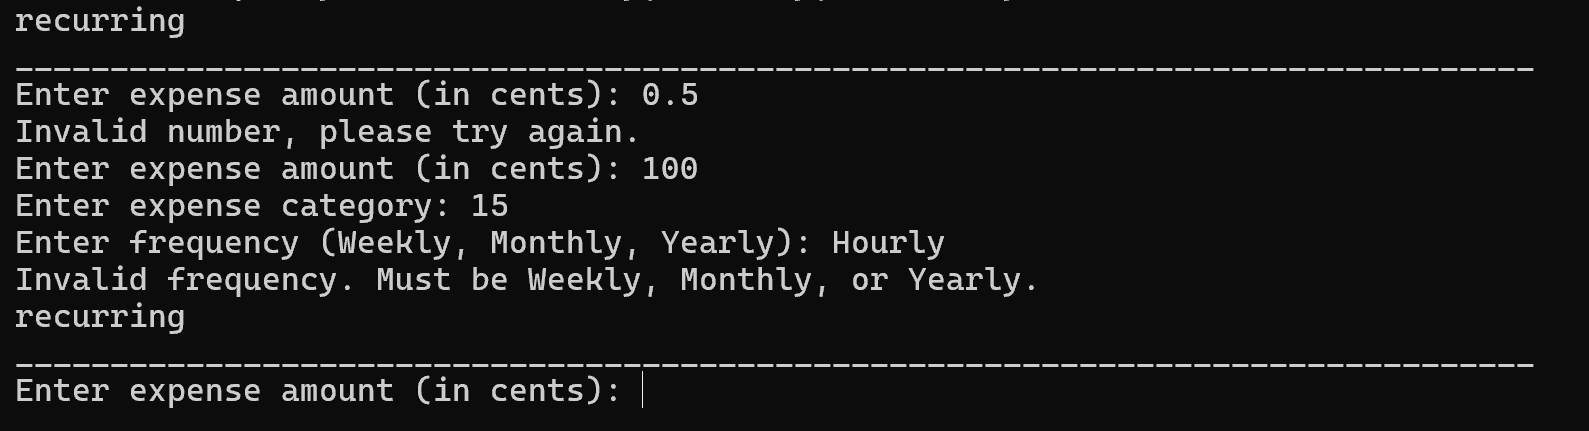 recurring
________________________________________________________________________________
Enter expense amount (in cents): 0.5
Invalid number, please try again.
Enter expense amount (in cents): 100
Enter expense category: 15
Enter frequency (Weekly, Monthly, Yearly): Hourly
Invalid frequency. Must be Weekly, Monthly, or Yearly.
recurring
________________________________________________________________________________
Enter expense amount (in cents):